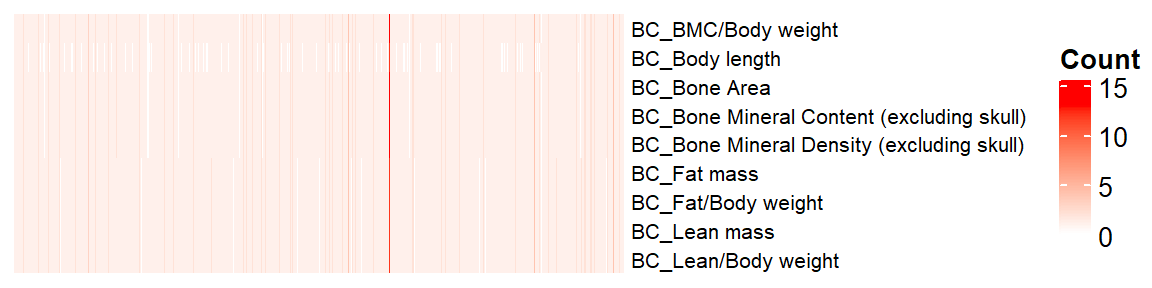 BC_BMC/Body weight
BC_Body length
BC_Bone Area
BC_Bone Mineral Content (excluding skull)
BC_Bone Mineral Density (excluding skull)
BC_Fat mass
BC_Fat/Body weight
BC_Lean mass
BC_Lean/Body weight
Count
15
10
5
0